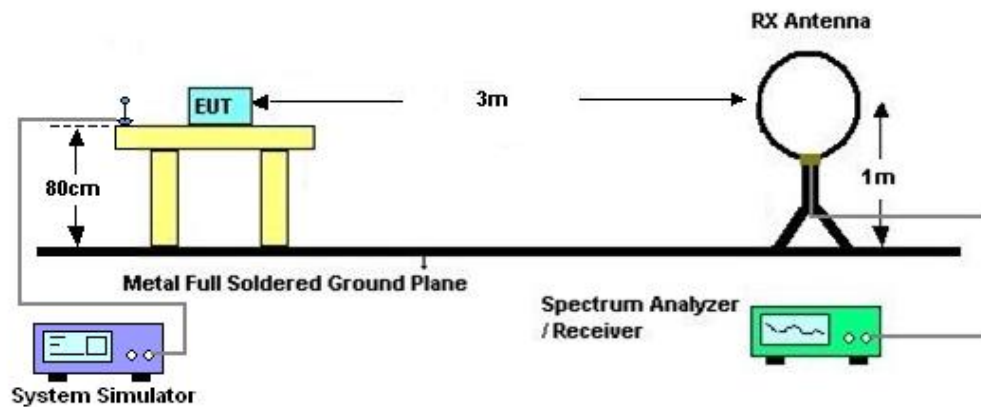 RX Antenna
EUT
3m
80cm
1m
Metal Full Soldered Ground Plane
Spectrum Analyzer
/ Receiver
System Simulator